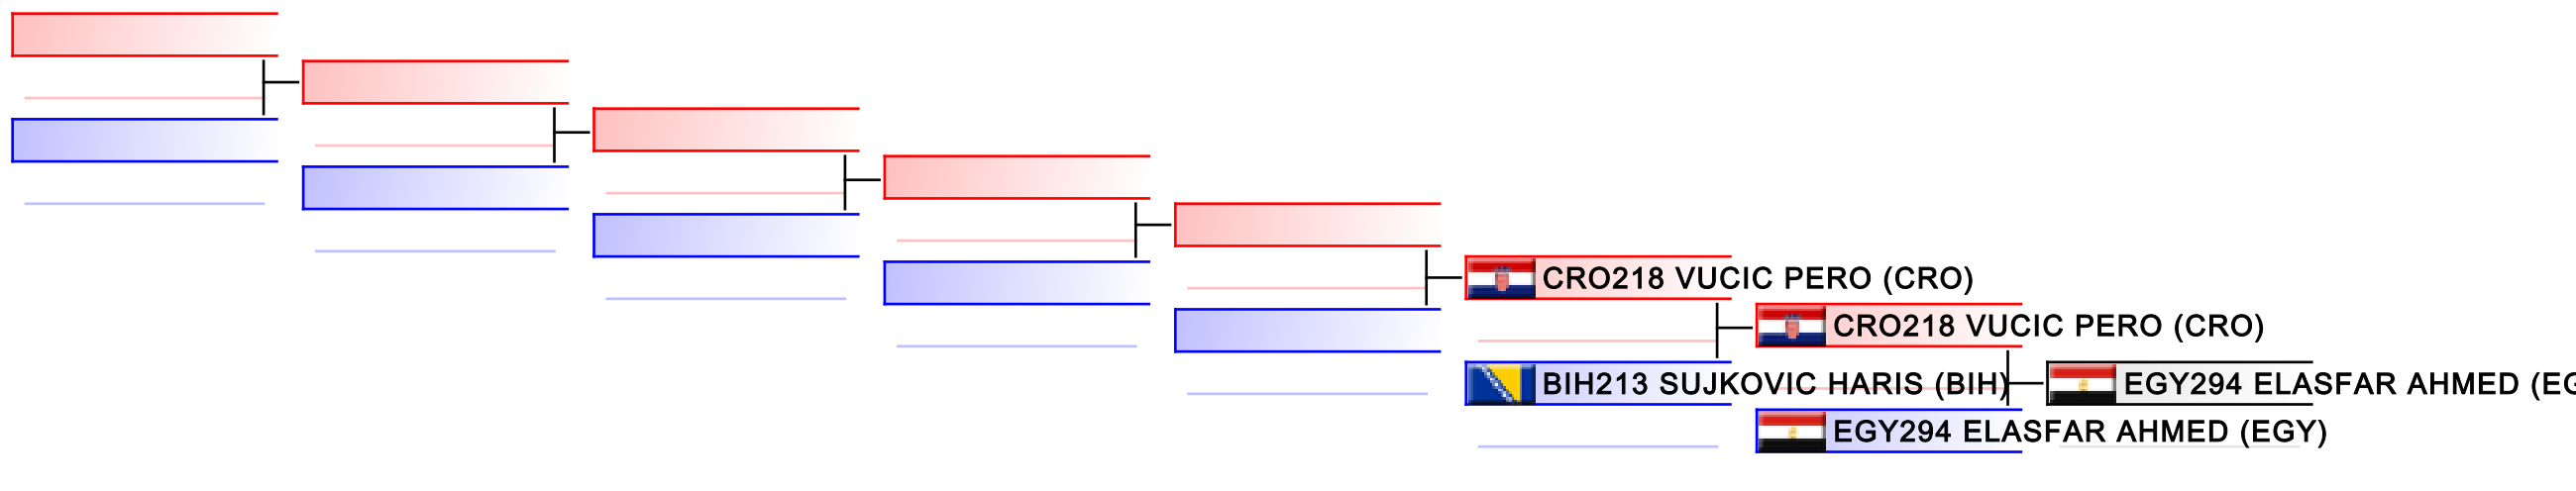 CRO218 VUCIC PERO (CRO)
CRO218 VUCIC PERO (CRO)
BIH213 SUJKOVIC HARIS (BIH)
EGY294 ELASFAR AHMED (EG
EGY294 ELASFAR AHMED (EGY)